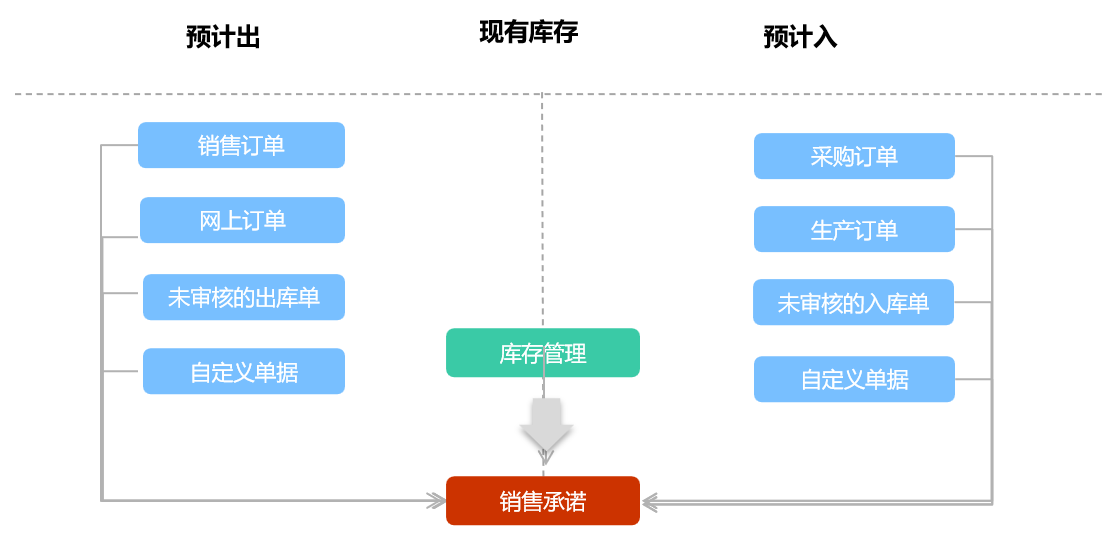 预计出
现有库存
预计入
销售订单
网上订单
未审核的出库单
自定义单据
采购订单
生产订单
未审核的入库单
自定义单据
库存管理
销售承诺